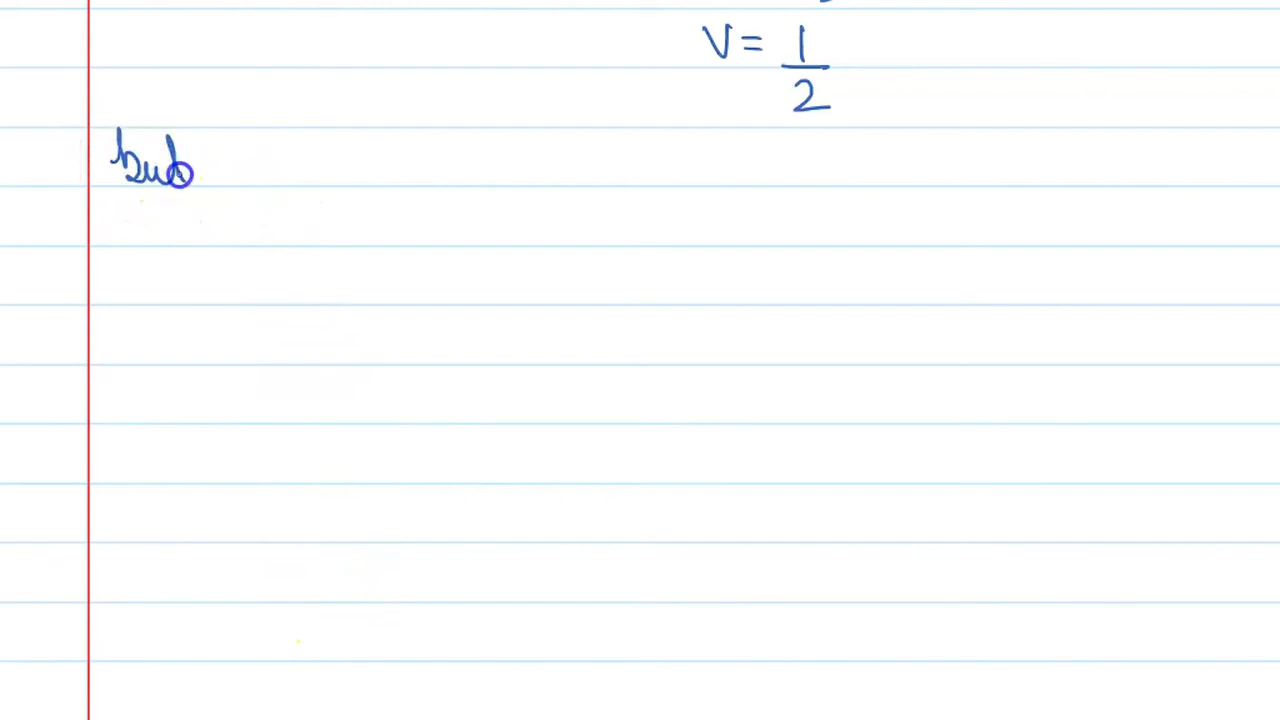 V = 1/2
but